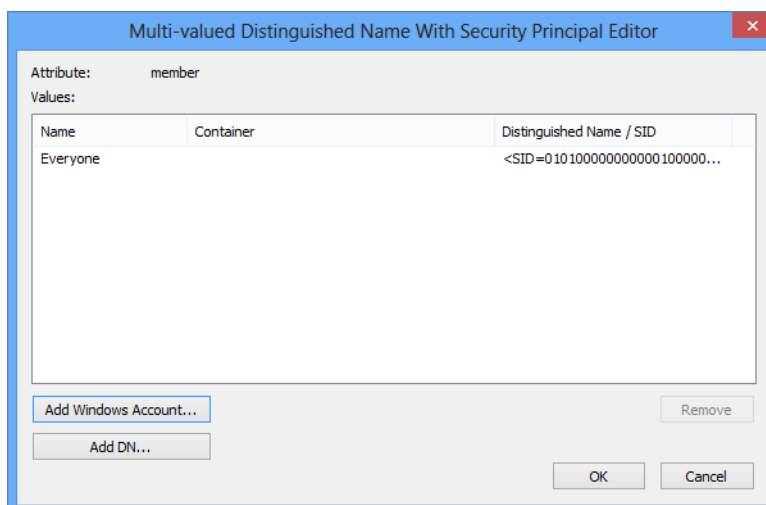 Multi-valued Distinguished Name With Security Principal Editor
Attribute: member
Values:
Name Container Distinguished Name / SID
Everyone <SID=010100000000000100000...
Add Windows Account... Remove
Add DN...
OK Cancel